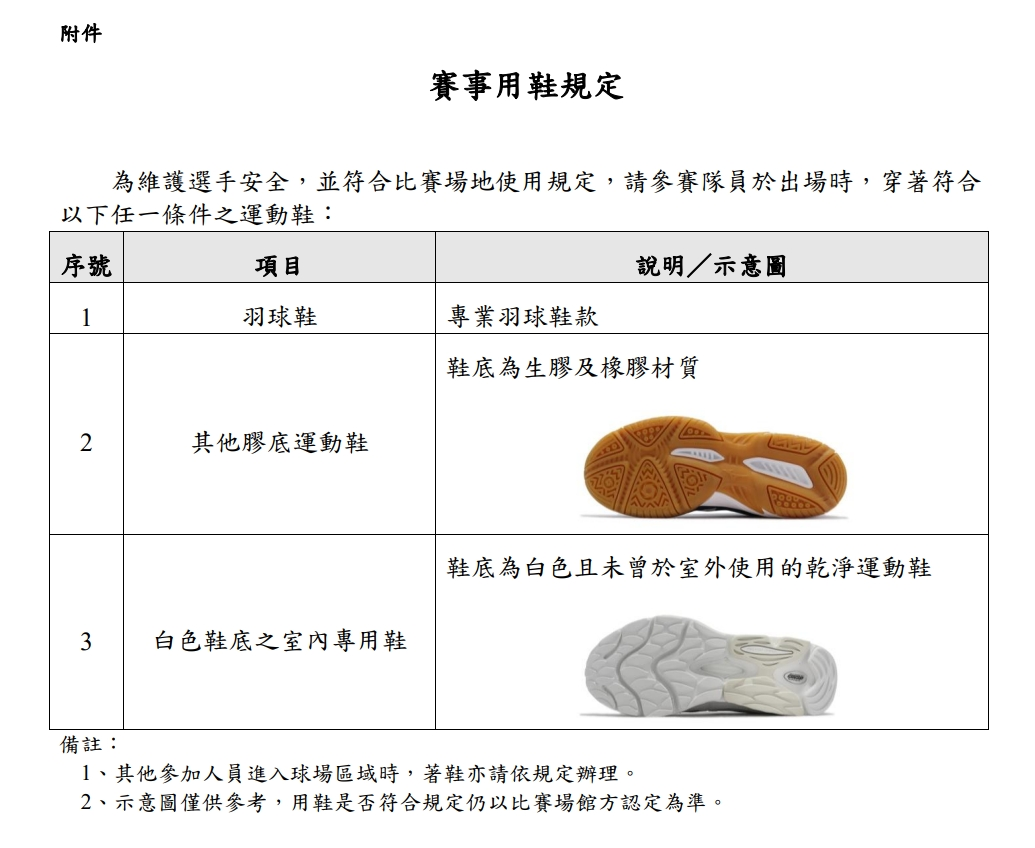 附件
賽事用鞋規定
為維護選手安全，並符合比賽場地使用規定，請參賽隊員於出場時，穿著符合
以下任一條件之運動鞋：
序號 項目 說明／示意圖
1 羽球鞋 專業羽球鞋款
鞋底為生膠及橡膠材質
2 其他膠底運動鞋
鞋底為白色且未曾於室外使用的乾淨運動鞋
3 白色鞋底之室內專用鞋
備註：
1、其他參加人員進入球場區域時，著鞋亦請依規定辦理。
2、示意圖僅供參考，用鞋是否符合規定仍以比賽場館方認定為準。